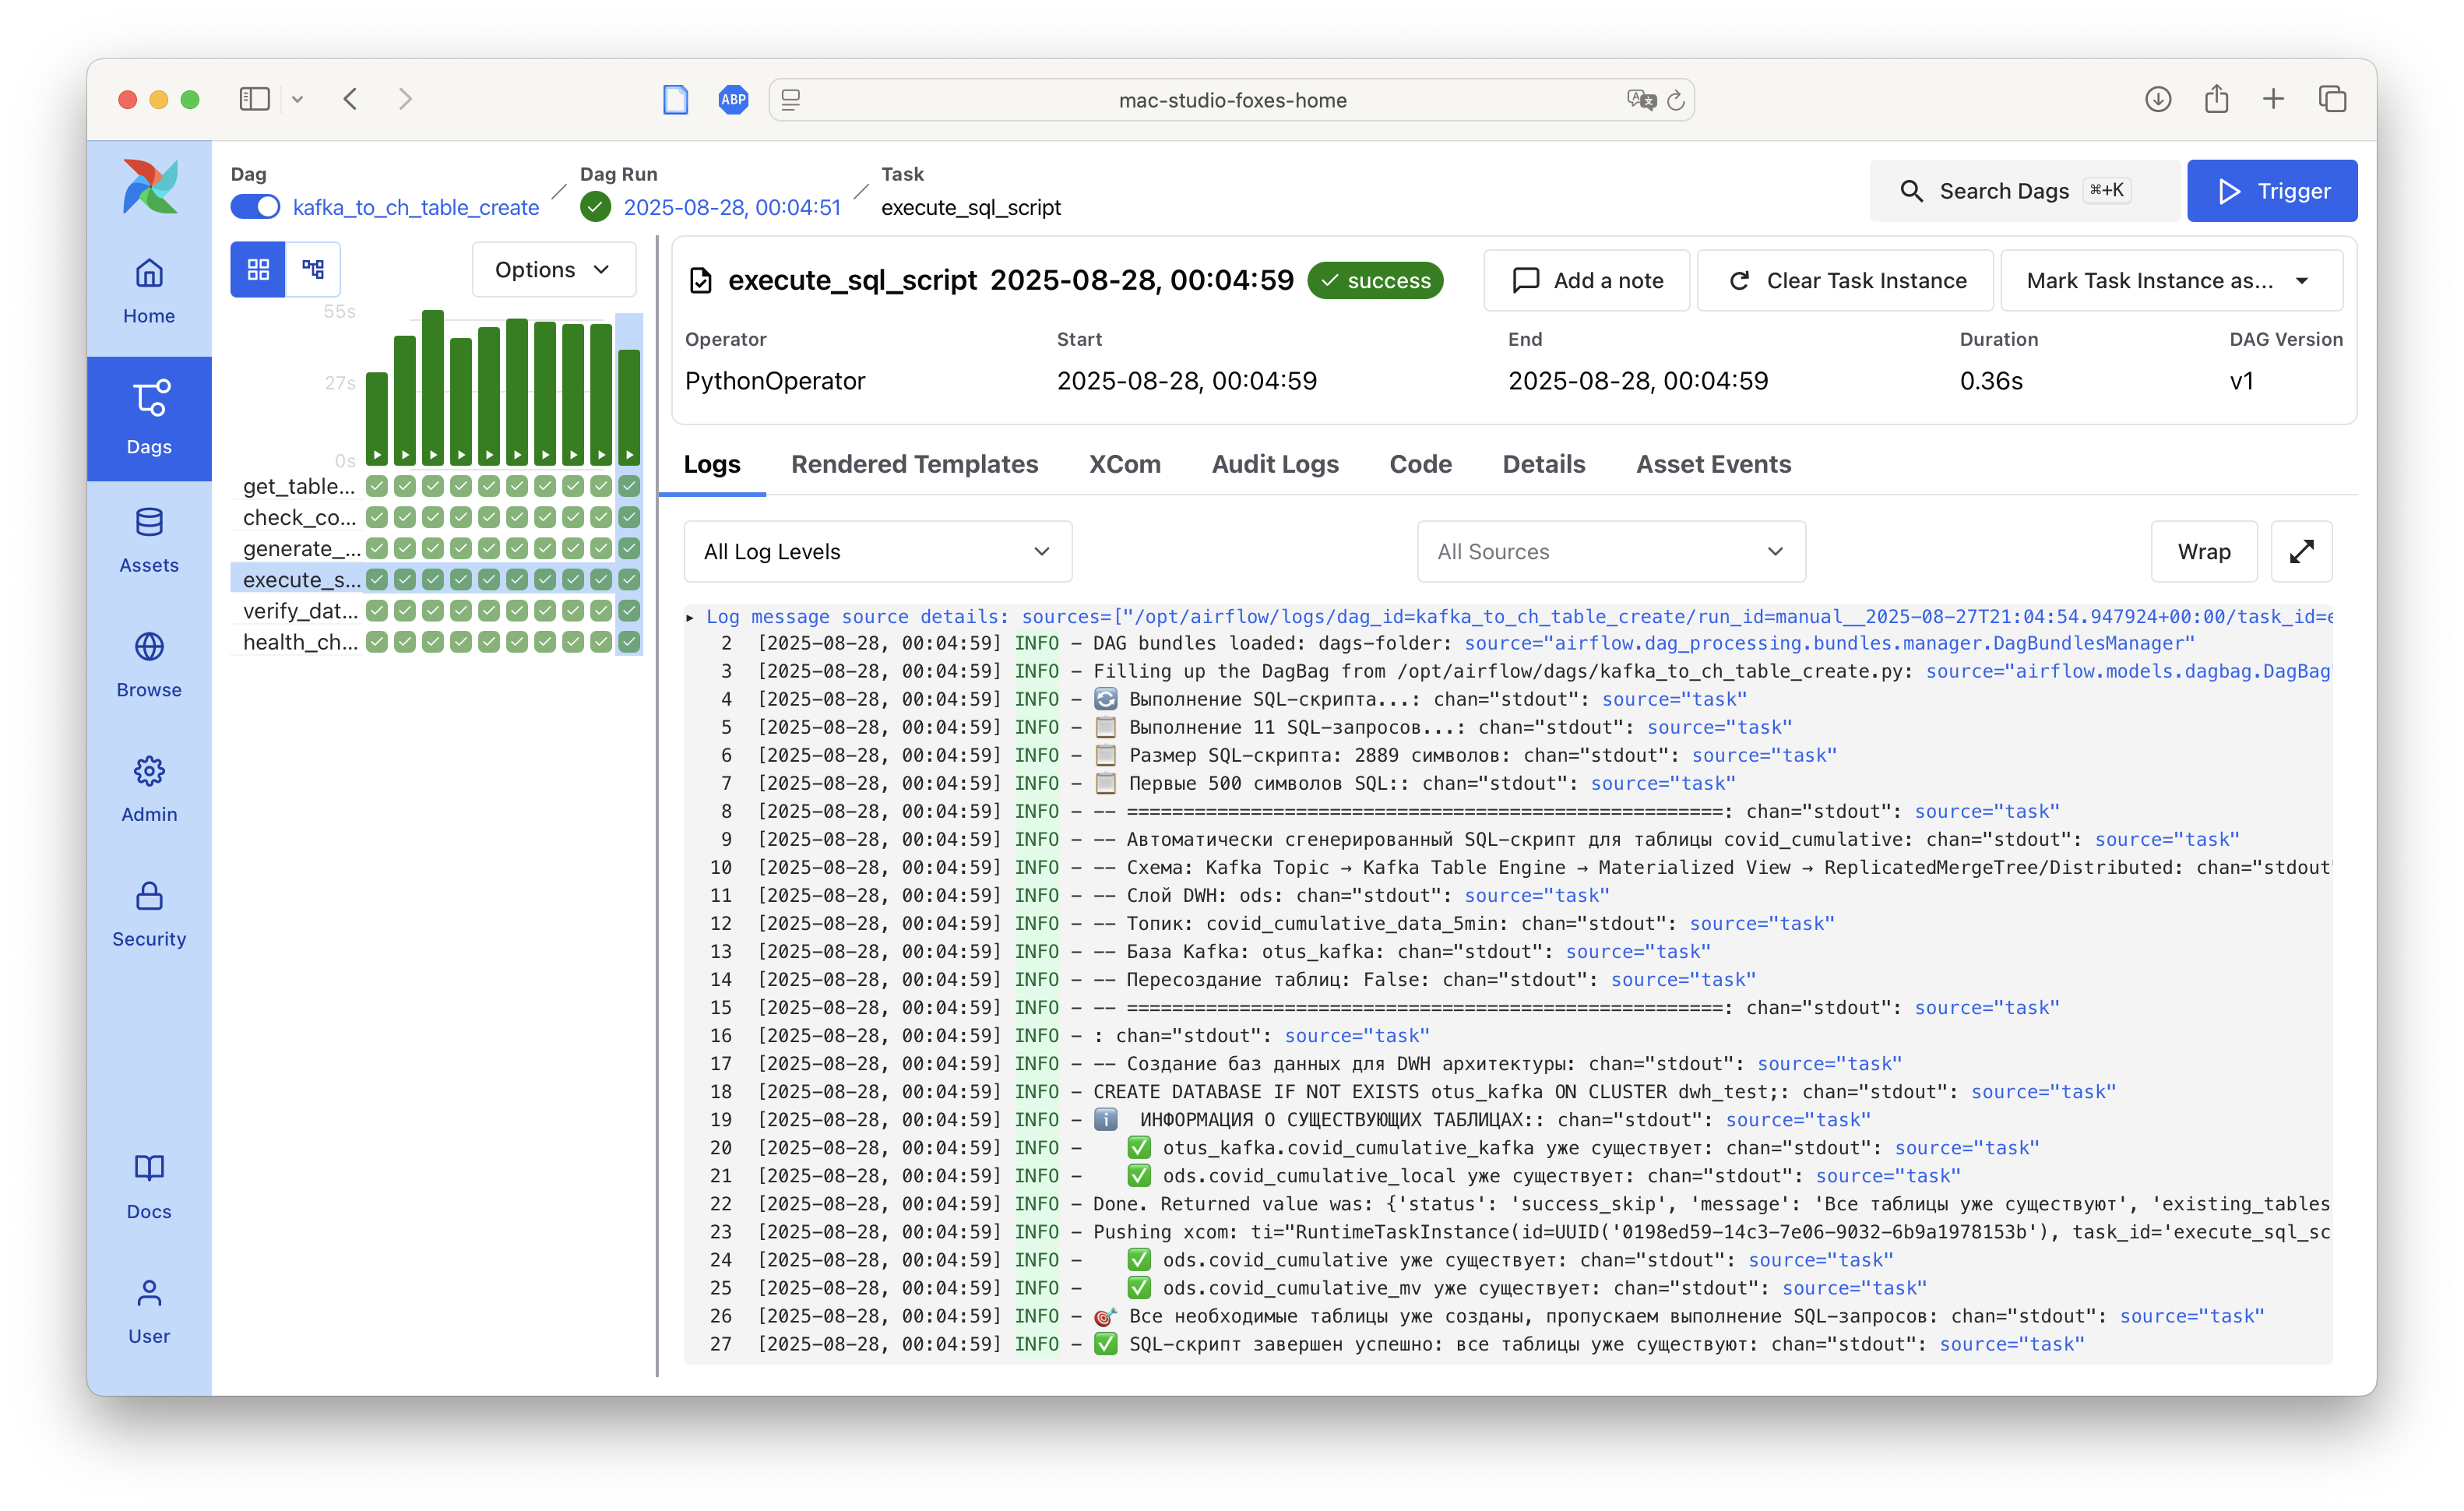 ABP
mac-studio-foxes-home
Dag
kafka_to_ch_table_create
Dag Run
2025-08-28, 00:04:51
Task
execute_sql_script
Search Dags ⌘+K
Trigger
Home
Dags
Assets
Browse
Admin
Security
Docs
User
Options
55s
27s
0s
get_table...
check_co...
generate_...
execute_s...
verify_dat...
health_ch...
execute_sql_script 2025-08-28, 00:04:59 success
Add a note
Clear Task Instance
Mark Task Instance as...
Operator Start End Duration DAG Version
PythonOperator 2025-08-28, 00:04:59 2025-08-28, 00:04:59 0.36s v1
Logs Rendered Templates XCom Audit Logs Code Details Asset Events
All Log Levels All Sources Wrap
Log message source details: sources=["/opt/airflow/logs/dag_id=kafka_to_ch_table_create/run_id=manual__2025-08-27T21:04:54.947924+00:00/task_id=e
2 [2025-08-28, 00:04:59] INFO - DAG bundles loaded: dags-folder: source="airflow.dag_processing.bundles.manager.DagBundlesManager"
3 [2025-08-28, 00:04:59] INFO - Filling up the DagBag from /opt/airflow/dags/kafka_to_ch_table_create.py: source="airflow.models.dagbag.DagBag"
4 [2025-08-28, 00:04:59] INFO - 🔄 Выполнение SQL-скрипта...: chan="stdout": source="task"
5 [2025-08-28, 00:04:59] INFO - 📋 Выполнение 11 SQL-запросов...: chan="stdout": source="task"
6 [2025-08-28, 00:04:59] INFO - 📋 Размер SQL-скрипта: 2889 символов: chan="stdout": source="task"
7 [2025-08-28, 00:04:59] INFO - 📋 Первые 500 символов SQL:: chan="stdout": source="task"
8 [2025-08-28, 00:04:59] INFO - -- =====================================================: chan="stdout": source="task"
9 [2025-08-28, 00:04:59] INFO - -- Автоматически сгенерированный SQL-скрипт для таблицы covid_cumulative: chan="stdout": source="task"
10 [2025-08-28, 00:04:59] INFO - -- Схема: Kafka Topic → Kafka Table Engine → Materialized View → ReplicatedMergeTree/Distributed: chan="stdout"
11 [2025-08-28, 00:04:59] INFO - -- Слой DWH: ods: chan="stdout": source="task"
12 [2025-08-28, 00:04:59] INFO - -- Топик: covid_cumulative_data_5min: chan="stdout": source="task"
13 [2025-08-28, 00:04:59] INFO - -- База Kafka: otus_kafka: chan="stdout": source="task"
14 [2025-08-28, 00:04:59] INFO - -- Пересоздание таблиц: False: chan="stdout": source="task"
15 [2025-08-28, 00:04:59] INFO - -- =====================================================: chan="stdout": source="task"
16 [2025-08-28, 00:04:59] INFO - : chan="stdout": source="task"
17 [2025-08-28, 00:04:59] INFO - -- Создание баз данных для DWH архитектуры: chan="stdout": source="task"
18 [2025-08-28, 00:04:59] INFO - CREATE DATABASE IF NOT EXISTS otus_kafka ON CLUSTER dwh_test;: chan="stdout": source="task"
19 [2025-08-28, 00:04:59] INFO - ℹ️ ИНФОРМАЦИЯ О СУЩЕСТВУЮЩИХ ТАБЛИЦАХ:: chan="stdout": source="task"
20 [2025-08-28, 00:04:59] INFO - ✅ otus_kafka.covid_cumulative_kafka уже существует: chan="stdout": source="task"
21 [2025-08-28, 00:04:59] INFO - ✅ ods.covid_cumulative_local уже существует: chan="stdout": source="task"
22 [2025-08-28, 00:04:59] INFO - Done. Returned value was: {'status': 'success_skip', 'message': 'Все таблицы уже существуют', 'existing_tables
23 [2025-08-28, 00:04:59] INFO - Pushing xcom: ti="RuntimeTaskInstance(id=UUID('0198ed59-14c3-7e06-9032-6b9a1978153b'), task_id='execute_sql_sc
24 [2025-08-28, 00:04:59] INFO - ✅ ods.covid_cumulative уже существует: chan="stdout": source="task"
25 [2025-08-28, 00:04:59] INFO - ✅ ods.covid_cumulative_mv уже существует: chan="stdout": source="task"
26 [2025-08-28, 00:04:59] INFO - 🎯 Все необходимые таблицы уже созданы, пропускаем выполнение SQL-запросов: chan="stdout": source="task"
27 [2025-08-28, 00:04:59] INFO - ✅ SQL-скрипт завершен успешно: все таблицы уже существуют: chan="stdout": source="task"